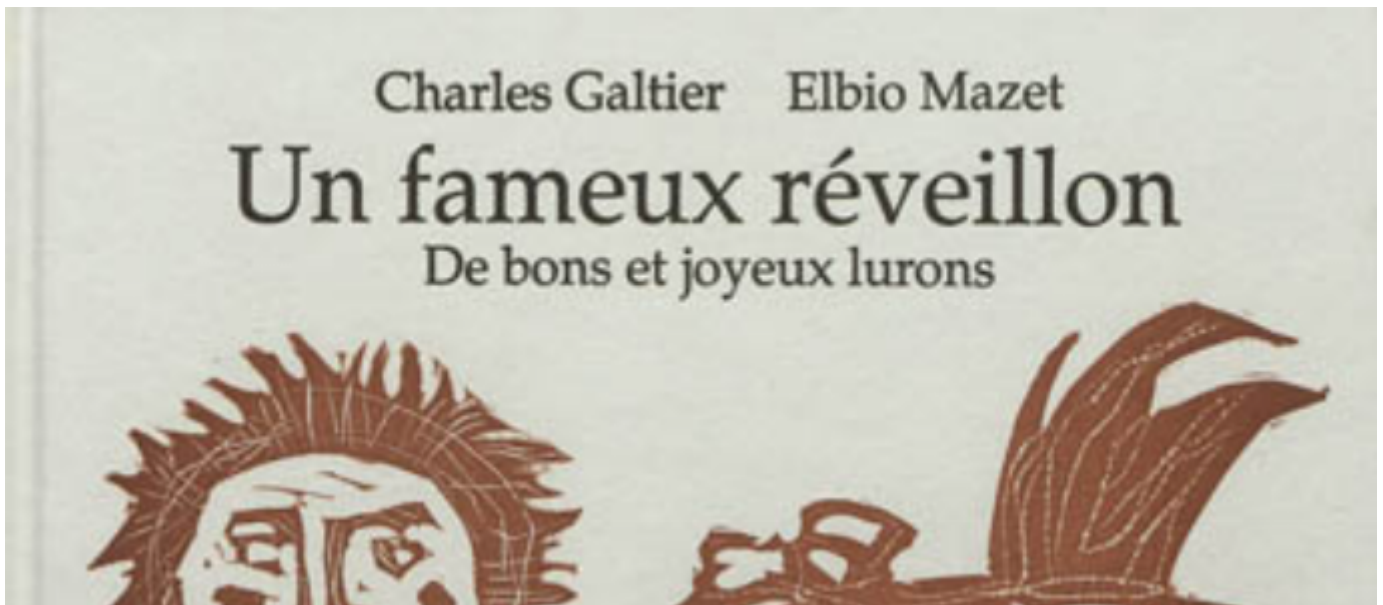 Charles Galtier Elbio Mazet
Un fameux réveillon
De bons et joyeux lurons